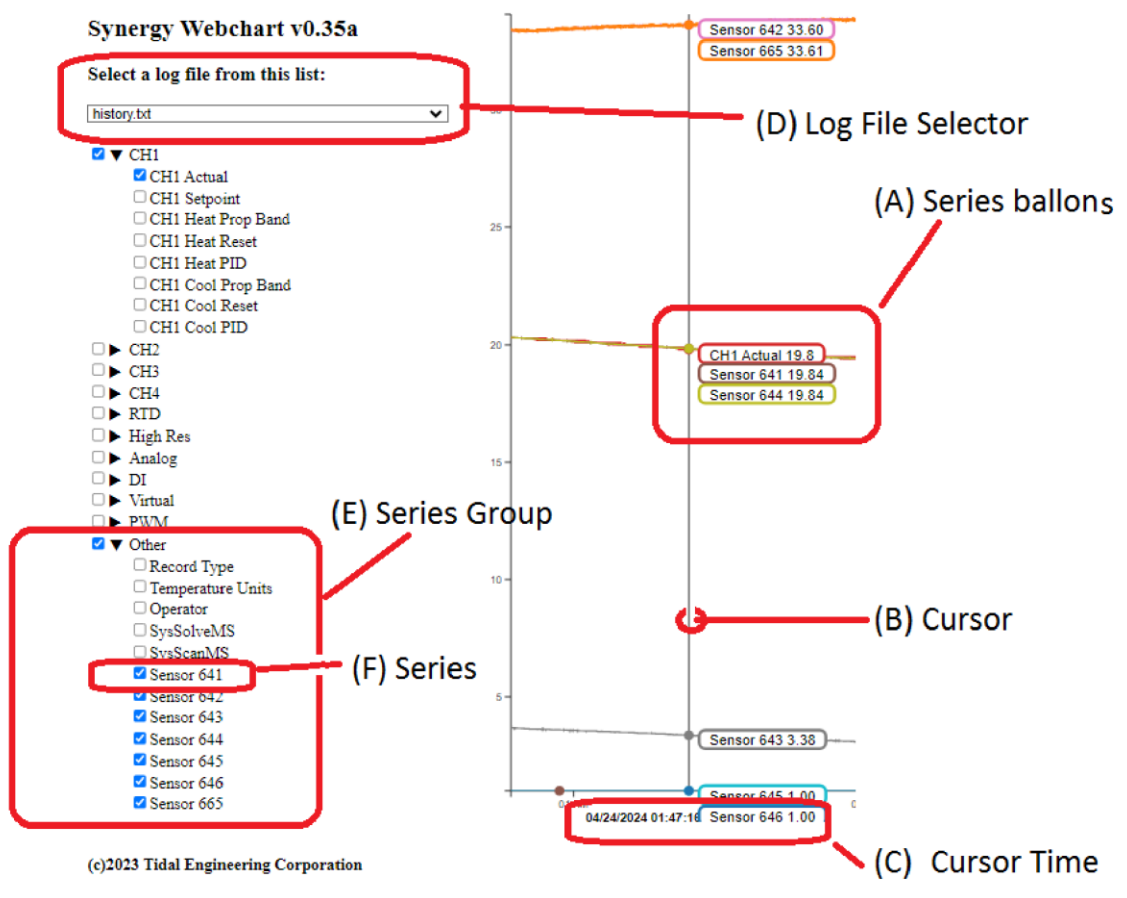 Synergy Webchart v0.35a
Select a log file from this list:
history.txt
CH1
CH1 Actual
CH1 Setpoint
CH1 Heat Prop Band
CH1 Heat Reset
CH1 Heat PID
CH1 Cool Prop Band
CH1 Cool Reset
CH1 Cool PID
CH2
CH3
CH4
RTD
High Res
Analog
DI
Virtual
PWM
Other
Record Type
Temperature Units
Operator
SysSolveMS
SysScanMS
Sensor 641
Sensor 642
Sensor 643
Sensor 644
Sensor 645
Sensor 646
Sensor 665
(c)2023 Tidal Engineering Corporation
Sensor 642 33.60
Sensor 665 33.61
30
(D) Log File Selector
(A) Series ballons
25
20
CH1 Actual 19.8
Sensor 641 19.84
Sensor 644 19.84
15
(E) Series Group
10
(B) Cursor
(F) Series
5
Sensor 643 3.38
Sensor 645 1.00
04/24/2024 01:47:16
Sensor 646 1.00
(C) Cursor Time